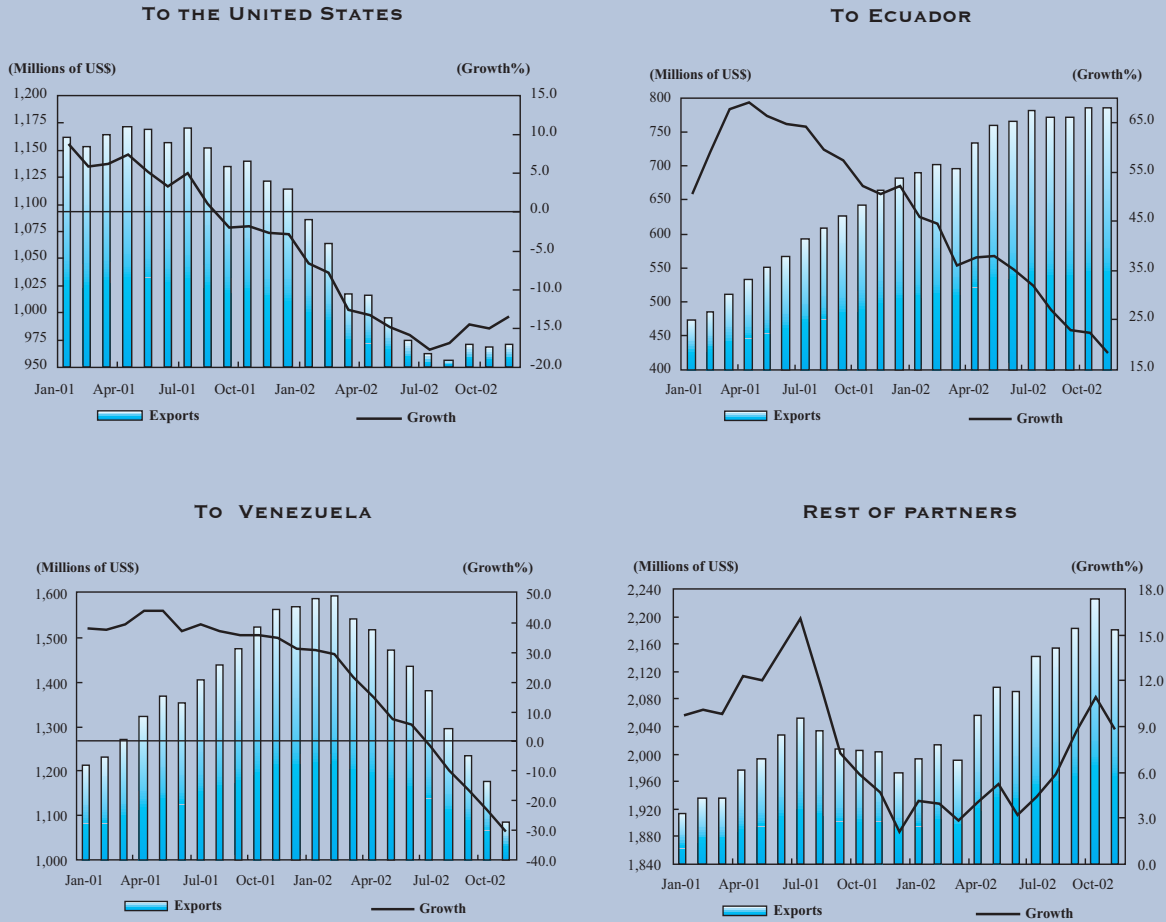 TO THE UNITED STATES
(Millions of US$) (Growth%)
1,200 15.0
1,175 10.0
1,150
1,125 5.0
1,100 0.0
1,075
1,050 -5.0
1,025 -10.0
1,000
975 -15.0
950 -20.0
Jan-01 Apr-01 Jul-01 Oct-01 Jan-02 Apr-02 Jul-02 Oct-02
Exports Growth
TO ECUADOR
(Millions of US$) (Growth%)
800
750 65.0
700 55.0
650
600 45.0
550 35.0
500
450 25.0
400 15.0
Jan-01 Apr-01 Jul-01 Oct-01 Jan-02 Apr-02 Jul-02 Oct-02
Exports Growth
TO VENEZUELA
(Millions of US$) (Growth%)
1,600 50.0
40.0
1,500 30.0
1,400 20.0
1,300 10.0
0.0
1,200 -10.0
1,100 -20.0
-30.0
1,000 -40.0
Jan-01 Apr-01 Jul-01 Oct-01 Jan-02 Apr-02 Jul-02 Oct-02
Exports Growth
REST OF PARTNERS
(Millions of US$) (Growth%)
2,240 18.0
2,200
2,160 15.0
2,120 12.0
2,080
2,040 9.0
2,000
1,960 6.0
1,920 3.0
1,880
1,840 0.0
Jan-01 Apr-01 Jul-01 Oct-01 Jan-02 Apr-02 Jul-02 Oct-02
Exports Growth